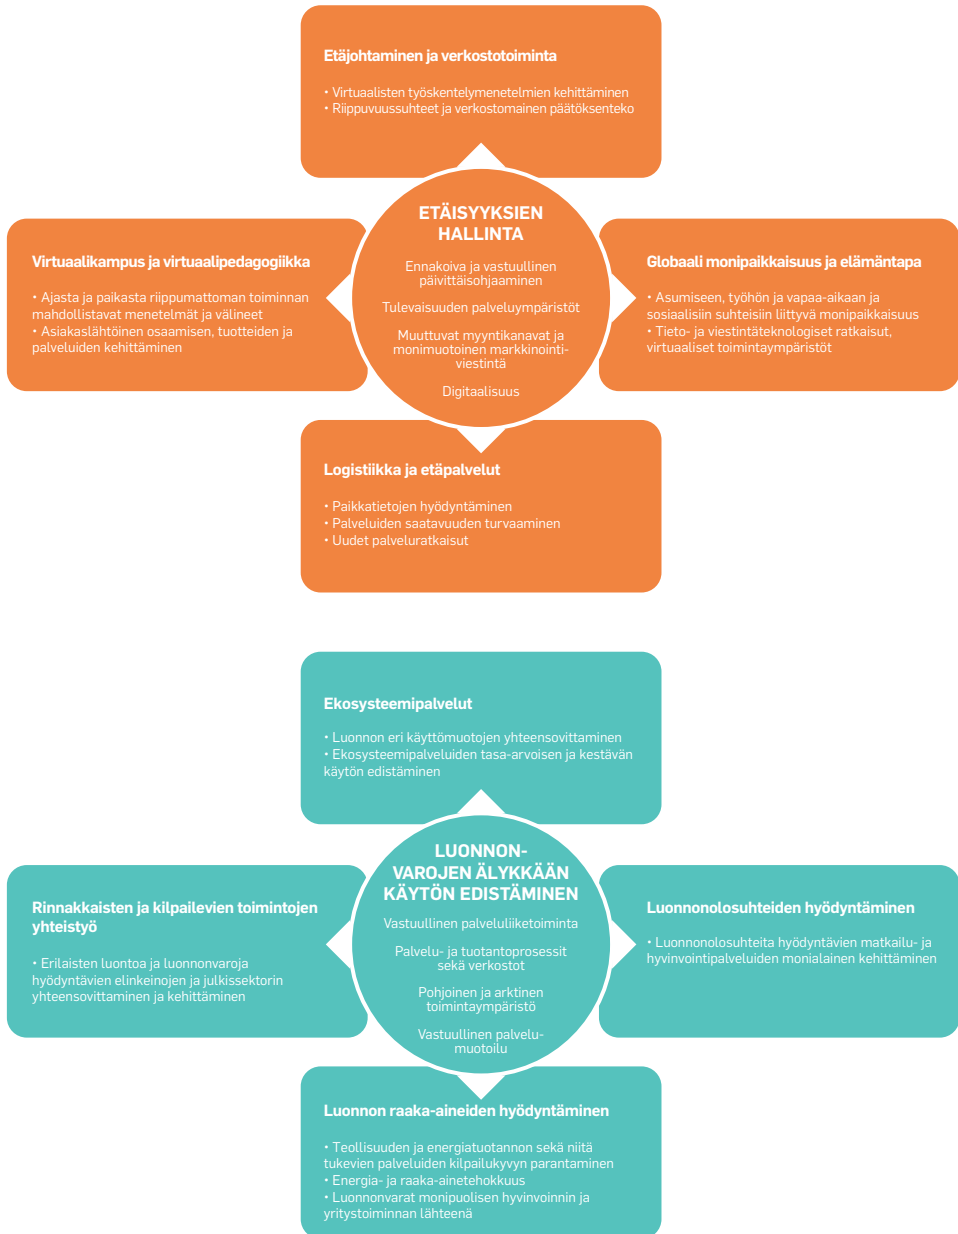 Etäjohtaminen ja verkostotoiminta
• Virtuaalisten työskentelymenetelmien kehittäminen
• Riippuvuussuhteet ja verkostomainen päätöksenteko
ETÄISYYKSIEN
HALLINTA
Ennakoiva ja vastuullinen
päivittäisohjaaminen
Tulevaisuuden palveluympäristöt
Muuttuvat myyntikanavat ja
monimuotoinen markkinointi-
viestintä
Digitaalisuus
Virtuaalikampus ja virtuaalipedagogiikka
• Ajasta ja paikasta riippumattoman toiminnan
mahdollistavat menetelmät ja välineet
• Asiakaslähtöinen osaamisen, tuotteiden ja
palveluiden kehittäminen
Globaali monipaikkaisuus ja elämäntapa
• Asumiseen, työhön ja vapaa-aikaan ja
sosiaalisiin suhteisiin liittyvä monipaikkaisuus
• Tieto- ja viestintäteknologiset ratkaisut,
virtuaaliset toimintaympäristöt
Logistiikka ja etäpalvelut
• Paikkatietojen hyödyntäminen
• Palveluiden saatavuuden turvaaminen
• Uudet palveluratkaisut
Ekosysteemipalvelut
• Luonnon eri käyttömuotojen yhteensovittaminen
• Ekosysteemipalveluiden tasa-arvoisen ja kestävän
käytön edistäminen
LUONNON-
VAROJEN ÄLYKKÄÄN
KÄYTÖN EDISTÄMINEN
Vastuullinen palveluliiketoiminta
Palvelu- ja tuotantoprosessit
sekä verkostot
Pohjoinen ja arktinen
toimintaympäristö
Vastuullinen palvelu-
muotoilu
Rinnakkaisten ja kilpailevien toimintojen
yhteistyö
• Erilaisten luontoa ja luonnonvaroja
hyödyntävien elinkeinojen ja julkissektorin
yhteensovittaminen ja kehittäminen
Luonnonolosuhteiden hyödyntäminen
• Luonnonolosuhteita hyödyntävien matkailu- ja
hyvinvointipalveluiden monialainen kehittäminen
Luonnon raaka-aineiden hyödyntäminen
• Teollisuuden ja energiatuotannon sekä niitä
tukevien palveluiden kilpailukyvyn parantaminen
• Energia- ja raaka-ainetehokkuus
• Luonnonvarat monipuolisen hyvinvoinnin ja
yritystoiminnan lähteenä